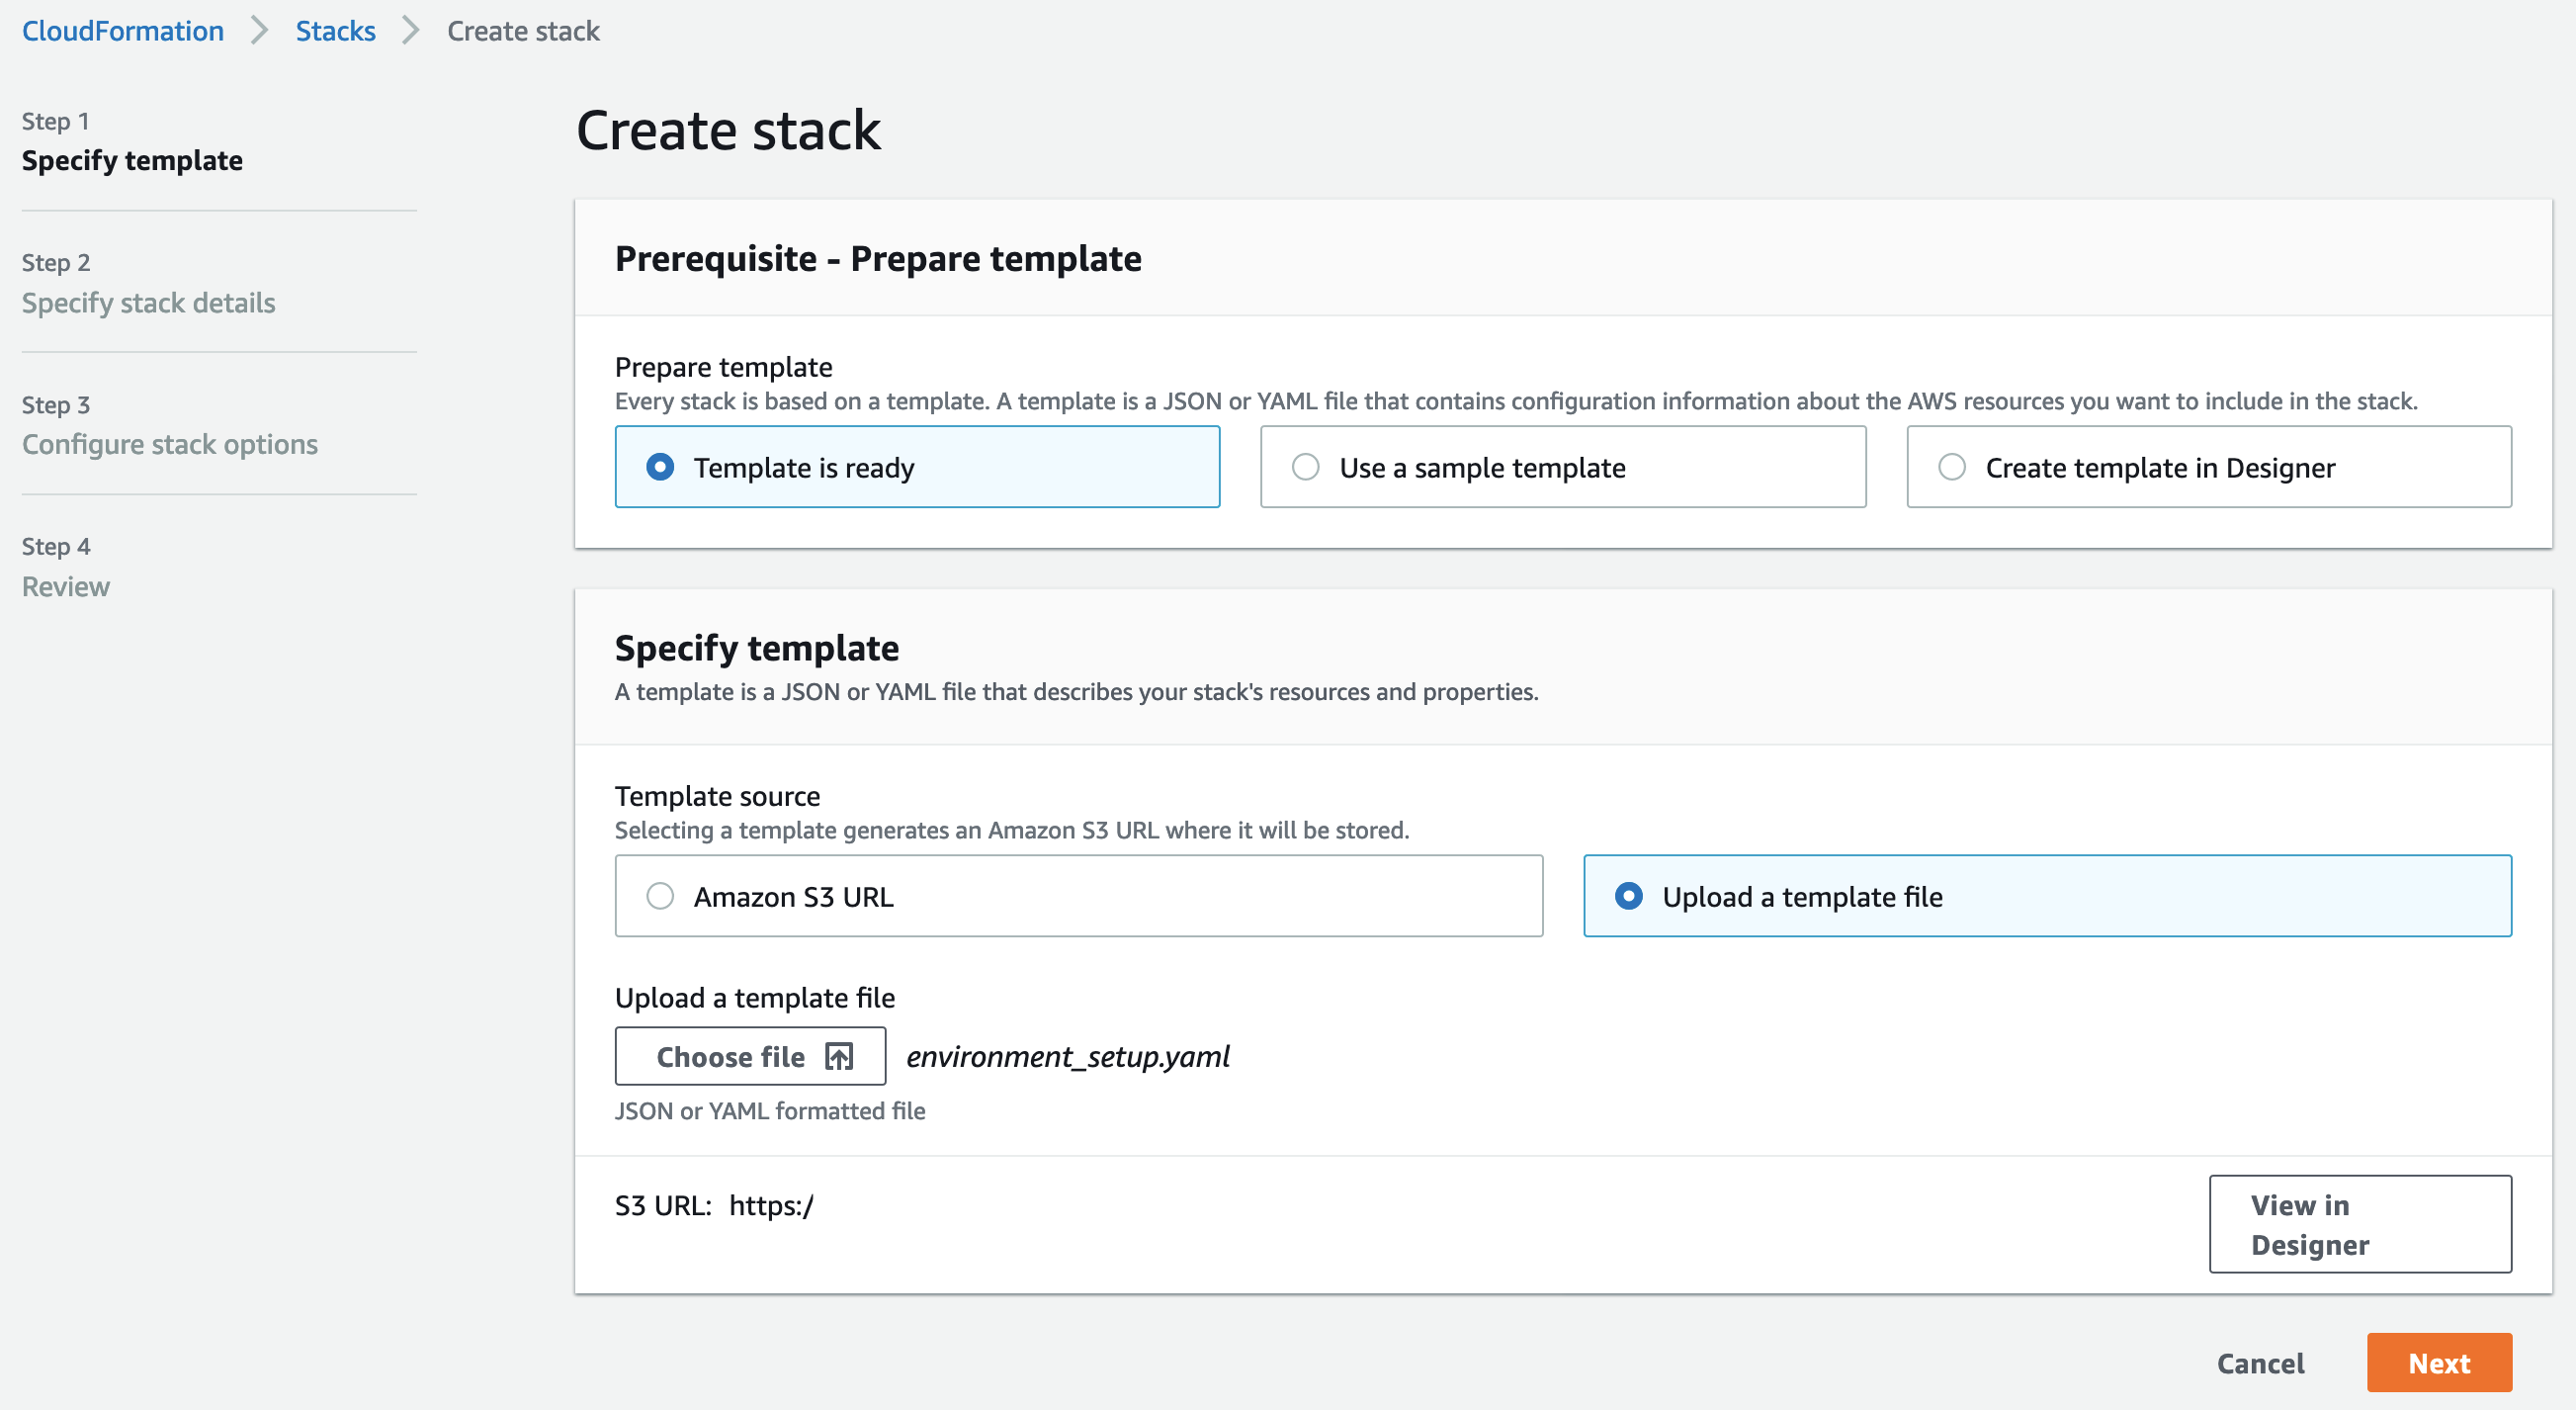 CloudFormation > Stacks > Create stack
Step 1
Specify template
Step 2
Specify stack details
Step 3
Configure stack options
Step 4
Review
Create stack
Prerequisite - Prepare template
Prepare template
Every stack is based on a template. A template is a JSON or YAML file that contains configuration information about the AWS resources you want to include in the stack.
Template is ready
Use a sample template
Create template in Designer
Specify template
A template is a JSON or YAML file that describes your stack's resources and properties.
Template source
Selecting a template generates an Amazon S3 URL where it will be stored.
Amazon S3 URL
Upload a template file
Upload a template file
Choose file
environment_setup.yaml
JSON or YAML formatted file
S3 URL: https:/
View in
Designer
Cancel
Next